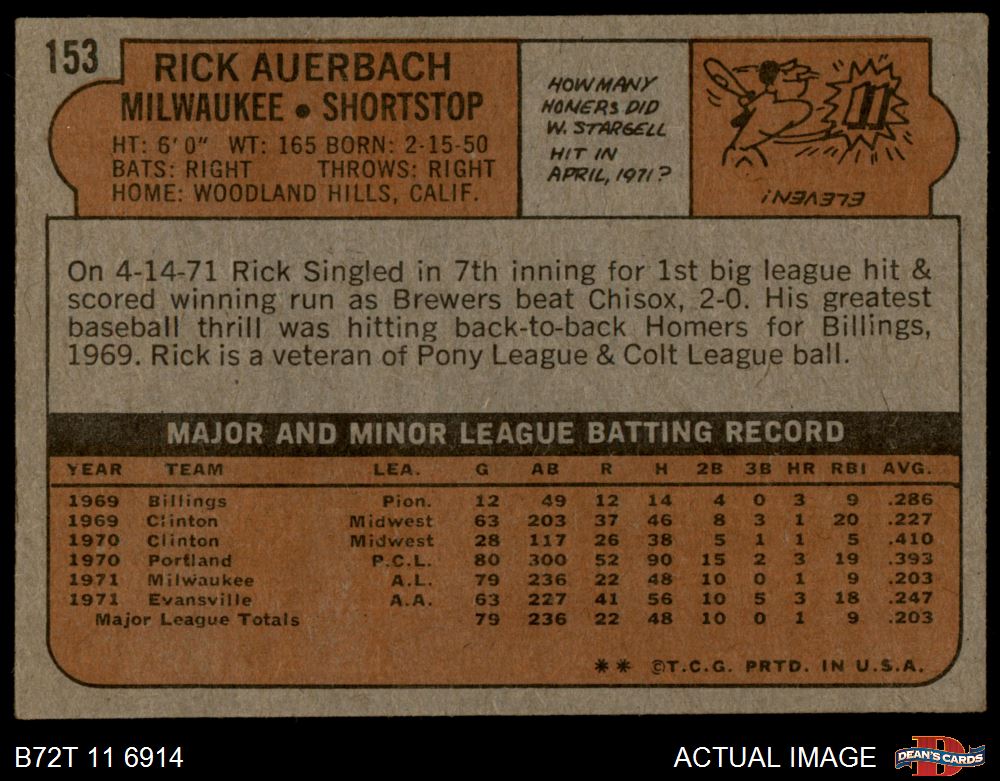 153
RICK AUERBACH
MILWAUKEE • SHORTSTOP
HT: 6' 0" WT: 165 BORN: 2-15-50
BATS: RIGHT THROWS: RIGHT
HOME: WOODLAND HILLS, CALIF.
HOW MANY
HOMERS DID
W. STARGELL
HIT IN
APRIL, 1971?
11
ELEVEN!
On 4-14-71 Rick Singled in 7th inning for 1st big league hit &
scored winning run as Brewers beat Chisox, 2-0. His greatest
baseball thrill was hitting back-to-back Homers for Billings,
1969. Rick is a veteran of Pony League & Colt League ball.
MAJOR AND MINOR LEAGUE BATTING RECORD
YEAR TEAM LEA. G AB R H 2B 3B HR RBI AVG.
1969 Billings Pion. 12 49 12 14 4 0 3 9 .286
1969 Clinton Midwest 63 203 37 46 8 3 1 20 .227
1970 Clinton Midwest 28 117 26 38 5 1 1 5 .410
1970 Portland P.C.L. 80 300 52 90 15 2 3 19 .393
1971 Milwaukee A.L. 79 236 22 48 10 0 1 9 .203
1971 Evansville A.A. 63 227 41 56 10 5 3 18 .247
Major League Totals 79 236 22 48 10 0 1 9 .203
** ©T.C.G. PRTD. IN U.S.A.
B72T 11 6914
ACTUAL IMAGE
D
DEAN'S CARDS